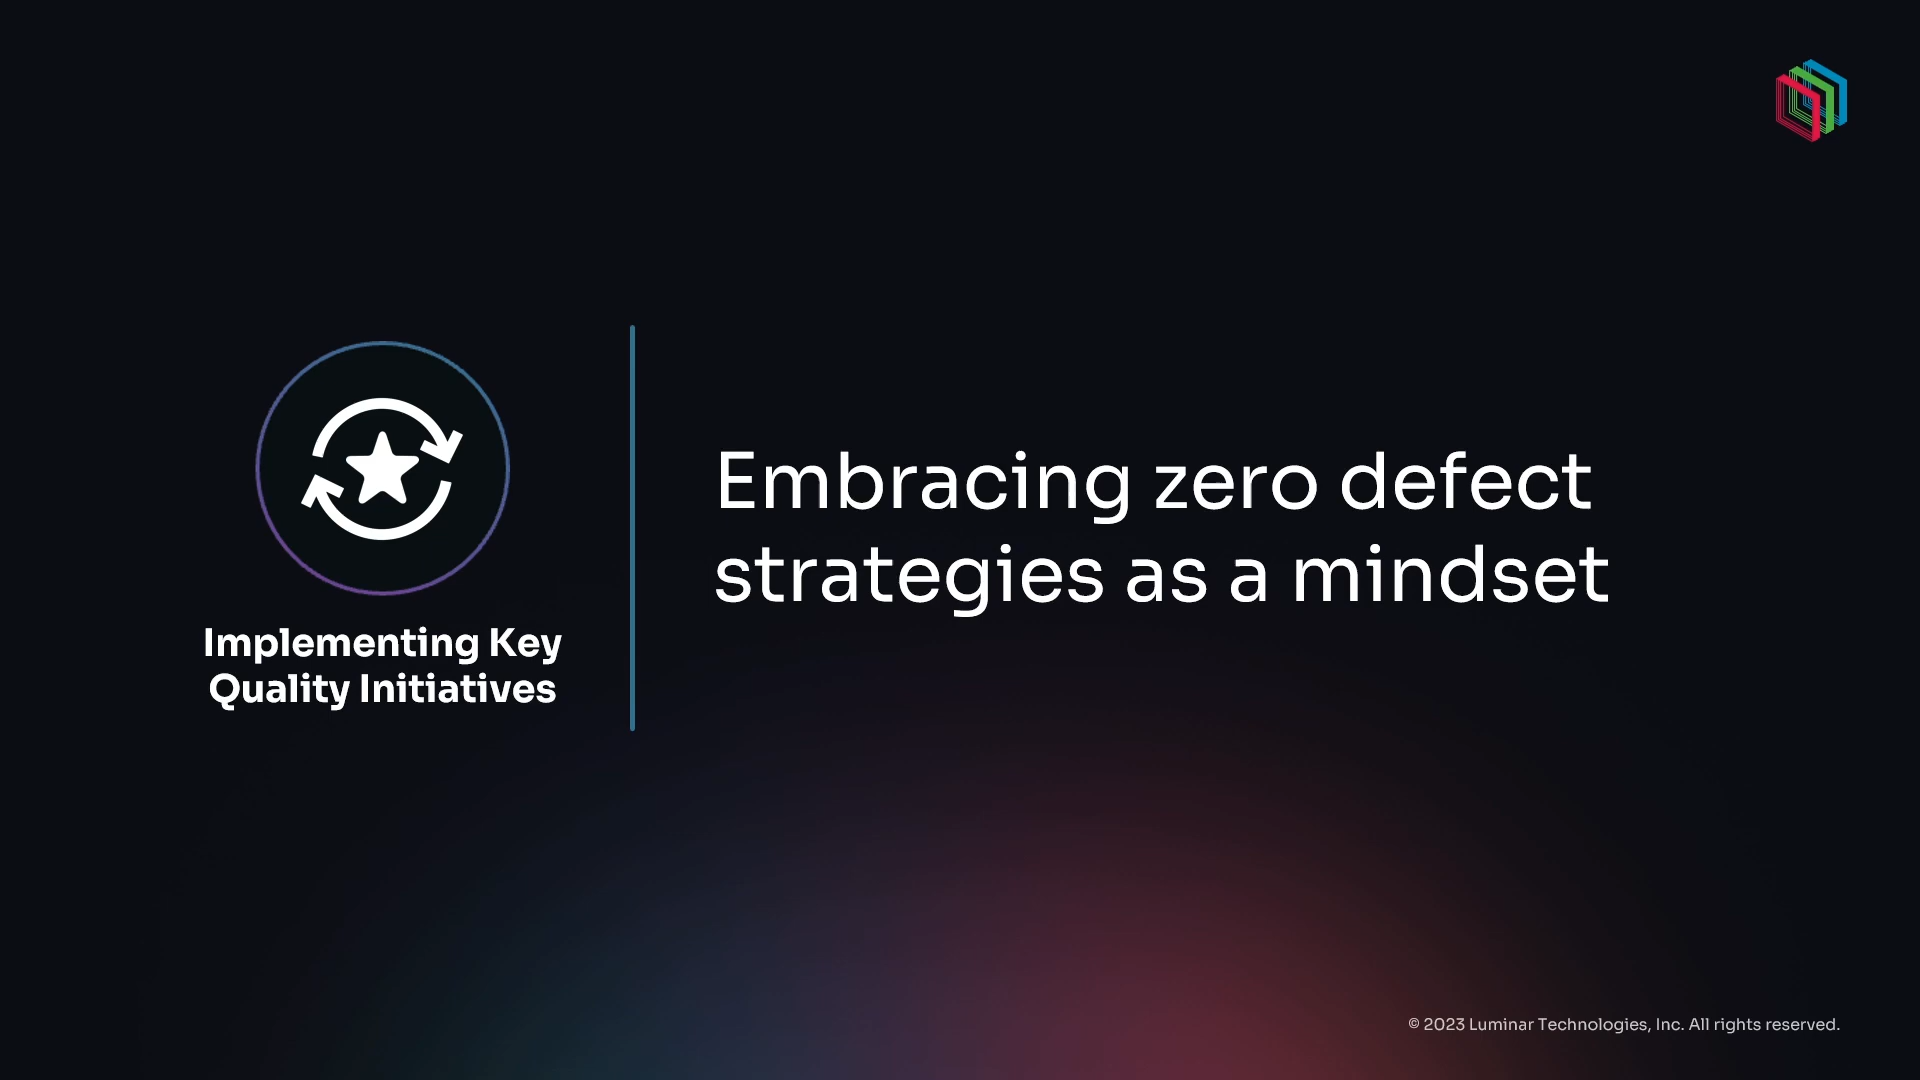 Implementing Key
Quality Initiatives
Embracing zero defect
strategies as a mindset
© 2023 Luminar Technologies, Inc. All rights reserved.